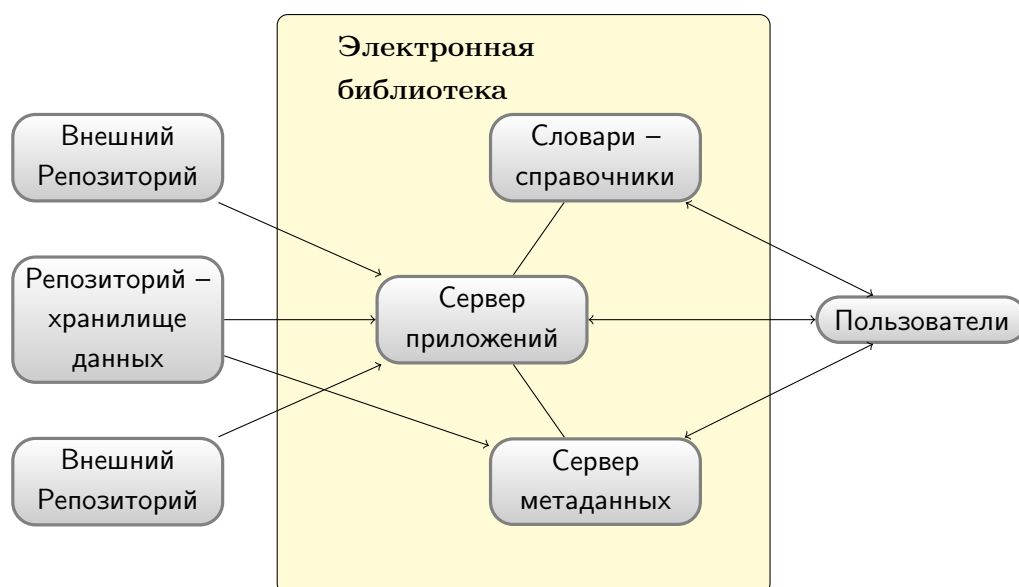 Электронная
библиотека
Внешний
Репозиторий
Словари –
справочники
Репозиторий –
хранилище
данных
Сервер
приложений
Пользователи
Внешний
Репозиторий
Сервер
метаданных